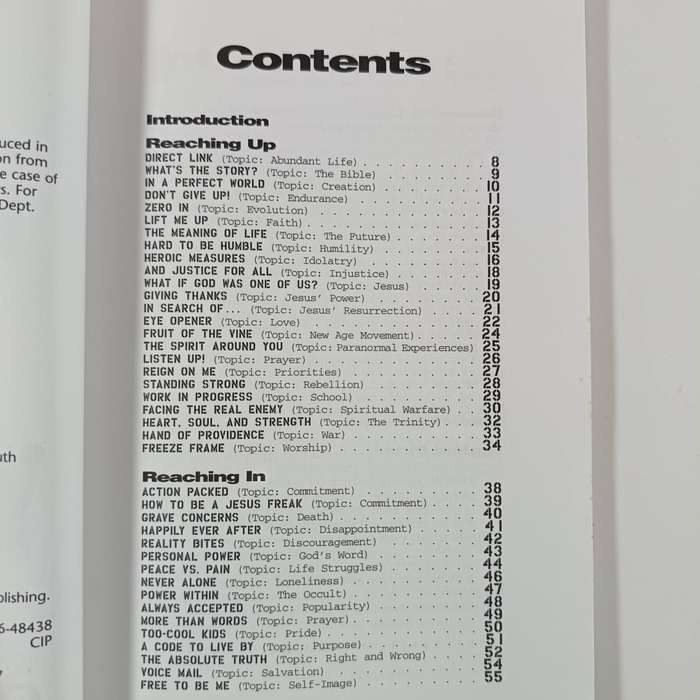 uced in
on from
e case of
s. For
Dept.
uth
blishing.
6-48438
CIP
Contents
Introduction
Reaching Up
DIRECT LINK (Topic: Abundant Life) . . . . . . . . . . 8
WHAT'S THE STORY? (Topic: The Bible) . . . . . . . . . 9
IN A PERFECT WORLD (Topic: Creation) . . . . . . . . . 10
DON'T GIVE UP! (Topic: Endurance) . . . . . . . . . . 11
ZERO IN (Topic: Evolution) . . . . . . . . . . . . . 12
LIFT ME UP (Topic: Faith) . . . . . . . . . . . . . 13
THE MEANING OF LIFE (Topic: The Future) . . . . . . . 14
HARD TO BE HUMBLE (Topic: Humility) . . . . . . . . . 15
HEROIC MEASURES (Topic: Idolatry) . . . . . . . . . . 16
AND JUSTICE FOR ALL (Topic: Injustice) . . . . . . . . 18
WHAT IF GOD WAS ONE OF US? (Topic: Jesus) . . . . . . 19
GIVING THANKS (Topic: Jesus' Power) . . . . . . . . . 20
IN SEARCH OF... (Topic: Jesus' Resurrection) . . . . . 21
EYE OPENER (Topic: Love) . . . . . . . . . . . . . . 22
FRUIT OF THE VINE (Topic: New Age Movement) . . . . . 24
THE SPIRIT AROUND YOU (Topic: Paranormal Experiences) 25
LISTEN UP! (Topic: Prayer) . . . . . . . . . . . . . 26
REIGN ON ME (Topic: Priorities) . . . . . . . . . . . 27
STANDING STRONG (Topic: Rebellion) . . . . . . . . . 28
WORK IN PROGRESS (Topic: School) . . . . . . . . . . 29
FACING THE REAL ENEMY (Topic: Spiritual Warfare) . . 30
HEART, SOUL, AND STRENGTH (Topic: The Trinity) . . . 32
HAND OF PROVIDENCE (Topic: War) . . . . . . . . . . . 33
FREEZE FRAME (Topic: Worship) . . . . . . . . . . . . 34
Reaching In
ACTION PACKED (Topic: Commitment) . . . . . . . . . . 38
HOW TO BE A JESUS FREAK (Topic: Commitment) . . . . . 39
GRAVE CONCERNS (Topic: Death) . . . . . . . . . . . . 40
HAPPILY EVER AFTER (Topic: Disappointment) . . . . . . 41
REALITY BITES (Topic: Discouragement) . . . . . . . . 42
PERSONAL POWER (Topic: God's Word) . . . . . . . . . . 43
PEACE VS. PAIN (Topic: Life Struggles) . . . . . . . . 44
NEVER ALONE (Topic: Loneliness) . . . . . . . . . . . 46
POWER WITHIN (Topic: The Occult) . . . . . . . . . . . 47
ALWAYS ACCEPTED (Topic: Popularity) . . . . . . . . . 48
MORE THAN WORDS (Topic: Prayer) . . . . . . . . . . . 49
TOO-COOL KIDS (Topic: Pride) . . . . . . . . . . . . . 50
A CODE TO LIVE BY (Topic: Purpose) . . . . . . . . . . 51
THE ABSOLUTE TRUTH (Topic: Right and Wrong) . . . . . 52
VOICE MAIL (Topic: Salvation) . . . . . . . . . . . . 54
FREE TO BE ME (Topic: Self-Image) . . . . . . . . . . 55